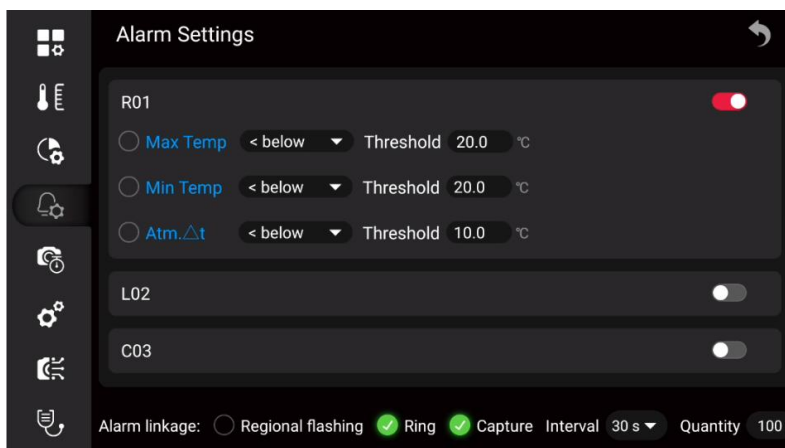 Alarm Settings
R01
Max Temp < below Threshold 20.0 ℃
Min Temp < below Threshold 20.0 ℃
Atm.△t < below Threshold 10.0 ℃
L02
C03
Alarm linkage: Regional flashing Ring Capture Interval 30 s Quantity 100